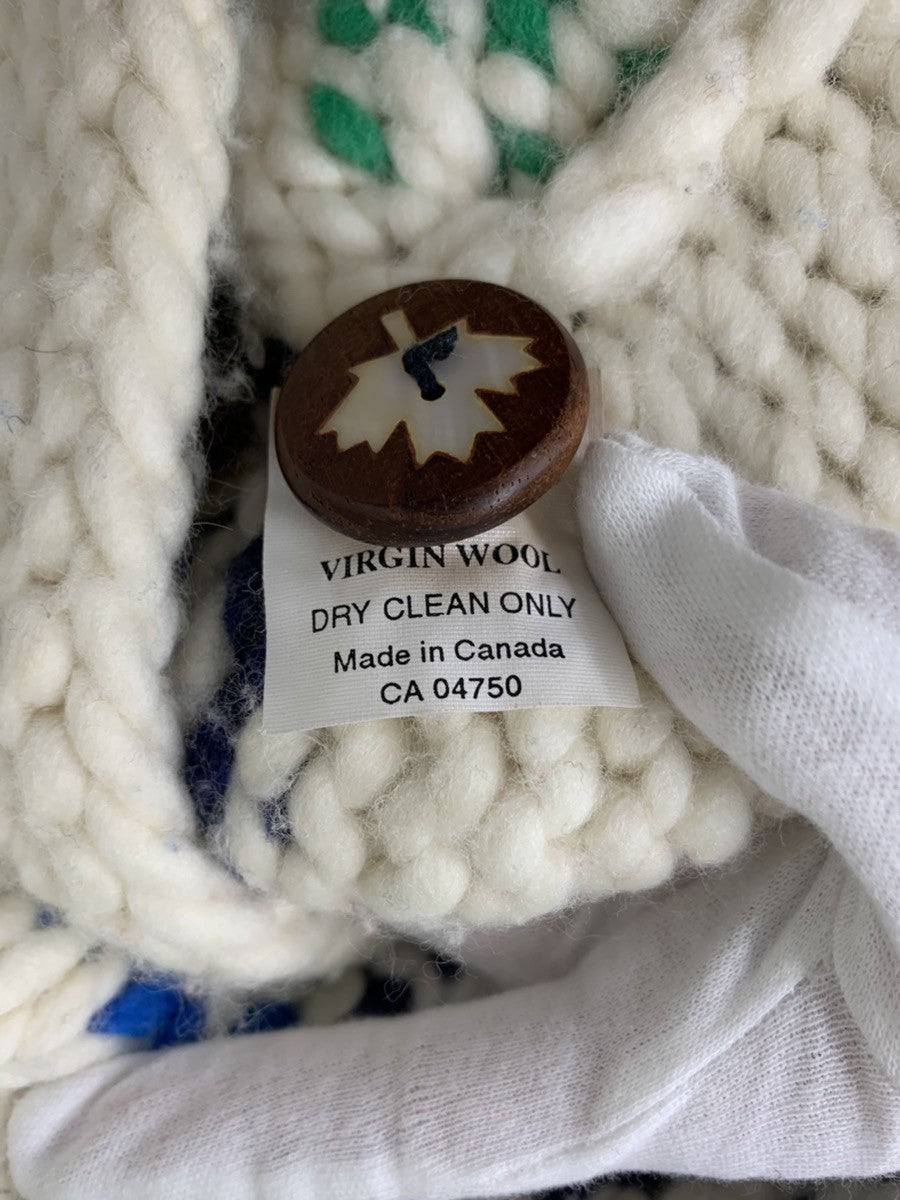 VIRGIN WOOL
DRY CLEAN ONLY
Made in Canada
CA 04750